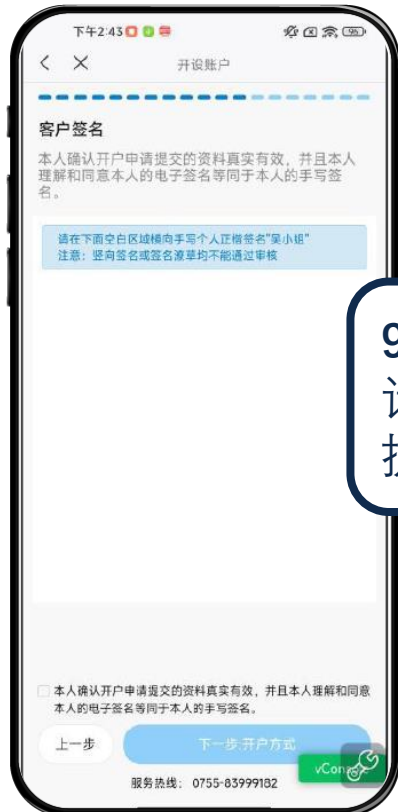 下午2:43
95
开设账户
客户签名
本人确认开户申请提交的资料真实有效，并且本人
理解和同意本人的电子签名等同于本人的手写签
名。
请在下面空白区域横向手写个人正楷签名"吴小姐"
注意：竖向签名或签名潦草均不能通过审核
9
本人确认开户申请提交的资料真实有效，并且本人理解和同意
本人的电子签名等同于本人的手写签名。
上一步
下一步:开户方式
服务热线: 0755-83999182